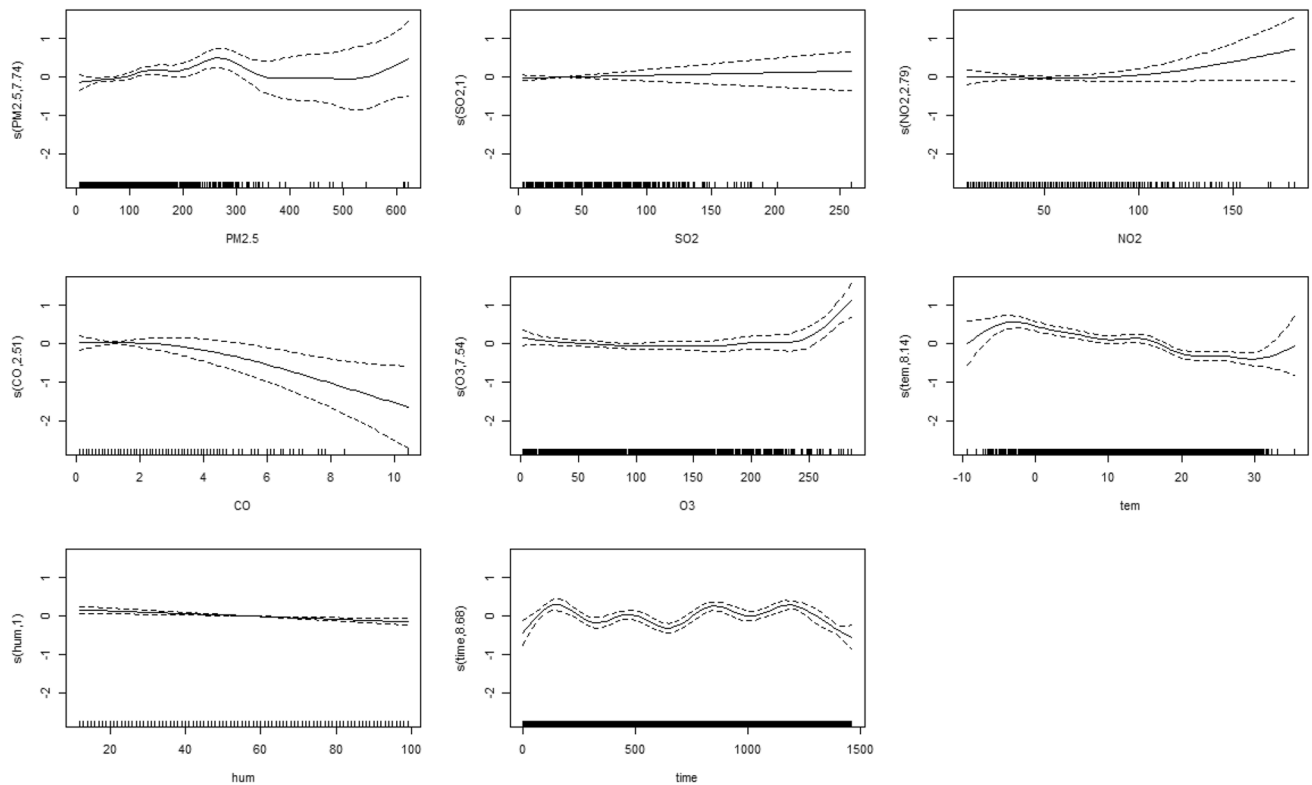 s(PM2.5,7.74)
1
0
-1
-2
0 100 200 300 400 500 600
PM2.5
s(SO2,1)
1
0
-1
-2
0 50 100 150 200 250
SO2
s(NO2,2.79)
1
0
-1
-2
50 100 150
NO2
s(CO,2.51)
1
0
-1
-2
0 2 4 6 8 10
CO
s(O3,7.54)
1
0
-1
-2
0 50 100 150 200 250
O3
s(tem,8.14)
1
0
-1
-2
-10 0 10 20 30
tem
s(hum,1)
1
0
-1
-2
20 40 60 80 100
hum
s(time,8.68)
1
0
-1
-2
0 500 1000 1500
time